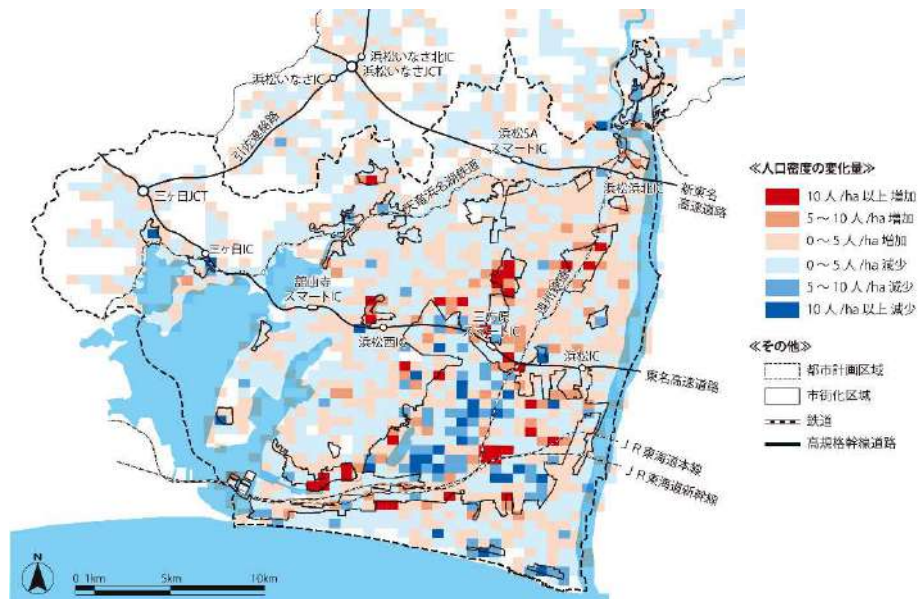 浜松いなさ北IC
浜松いなさJCT
浜松いなさIC
引佐連絡路
浜松SA
スマートIC
三ヶ日JCT
天竜浜名湖鉄道
浜松浜北IC
新東名
高速道路
三ヶ日IC
舘山寺
スマートIC
遠州鉄道
三方原
スマートIC
浜松西IC
浜松IC
東名高速道路
JR東海道本線
JR東海道新幹線
N
0 1km 5km 10km
≪人口密度の変化量≫
10人/ha以上増加
5～10人/ha増加
0～5人/ha増加
0～5人/ha減少
5～10人/ha減少
10人/ha以上減少
≪その他≫
都市計画区域
市街化区域
鉄道
高規格幹線道路